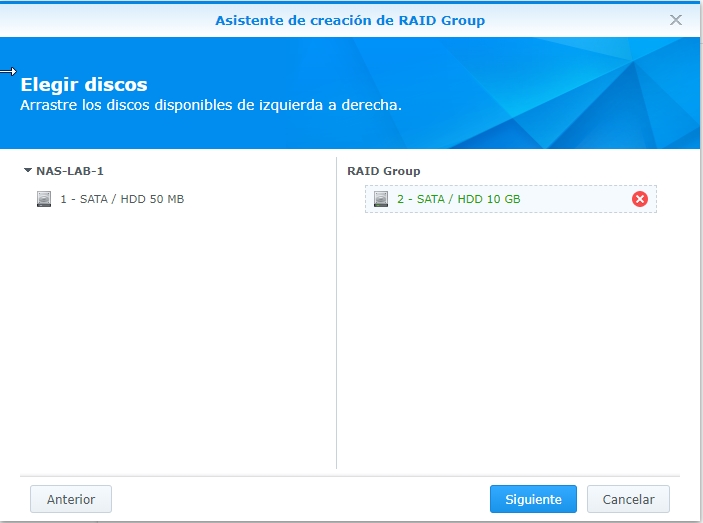 Asistente de creación de RAID Group
Elegir discos
Arrastre los discos disponibles de izquierda a derecha.
NAS-LAB-1
1 - SATA / HDD 50 MB
RAID Group
2 - SATA / HDD 10 GB
Anterior
Siguiente
Cancelar